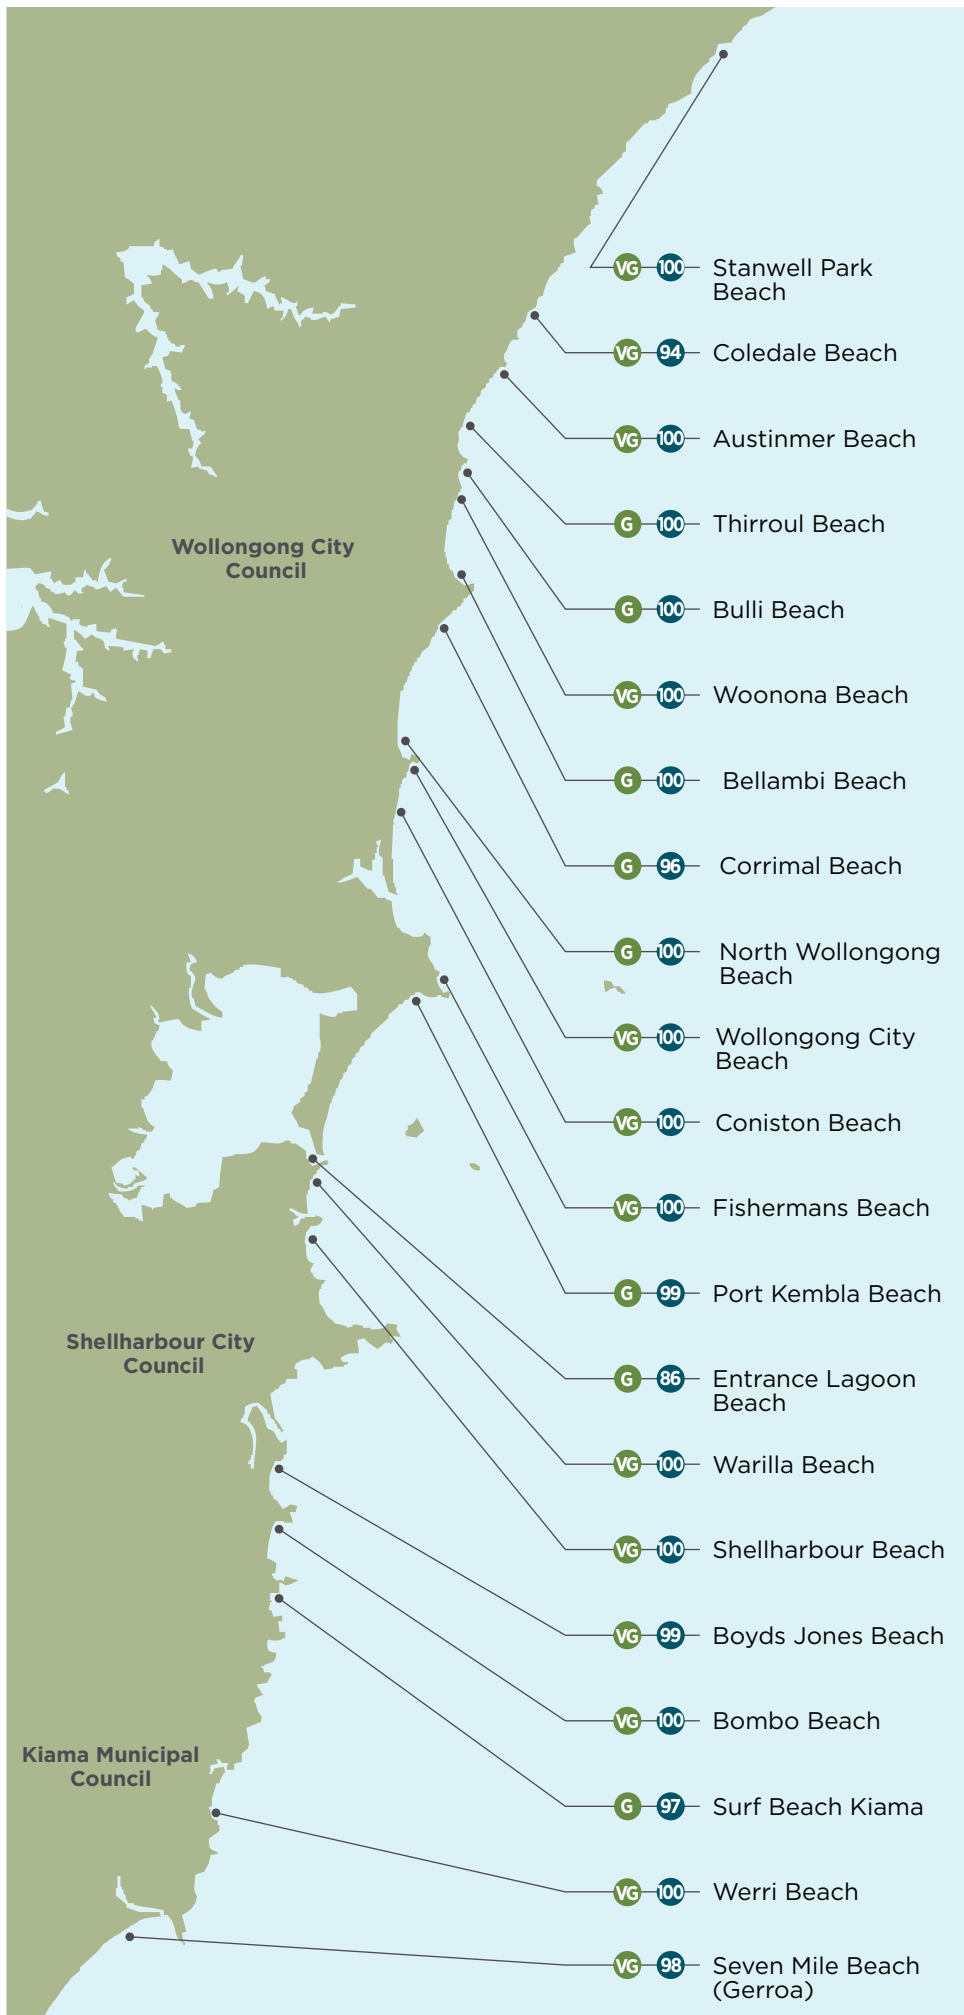 VG 100 Stanwell Park
Beach
VG 94 Coledale Beach
VG 100 Austinmer Beach
G 100 Thirroul Beach
Wollongong City
Council
G 100 Bulli Beach
VG 100 Woonona Beach
G 100 Bellambi Beach
G 96 Corrimal Beach
G 100 North Wollongong
Beach
VG 100 Wollongong City
Beach
VG 100 Coniston Beach
VG 100 Fishermans Beach
G 99 Port Kembla Beach
Shellharbour City
Council
G 86 Entrance Lagoon
Beach
VG 100 Warilla Beach
VG 100 Shellharbour Beach
VG 99 Boyds Jones Beach
VG 100 Bombo Beach
Kiama Municipal
Council
G 97 Surf Beach Kiama
VG 100 Werri Beach
VG 98 Seven Mile Beach
(Gerroa)